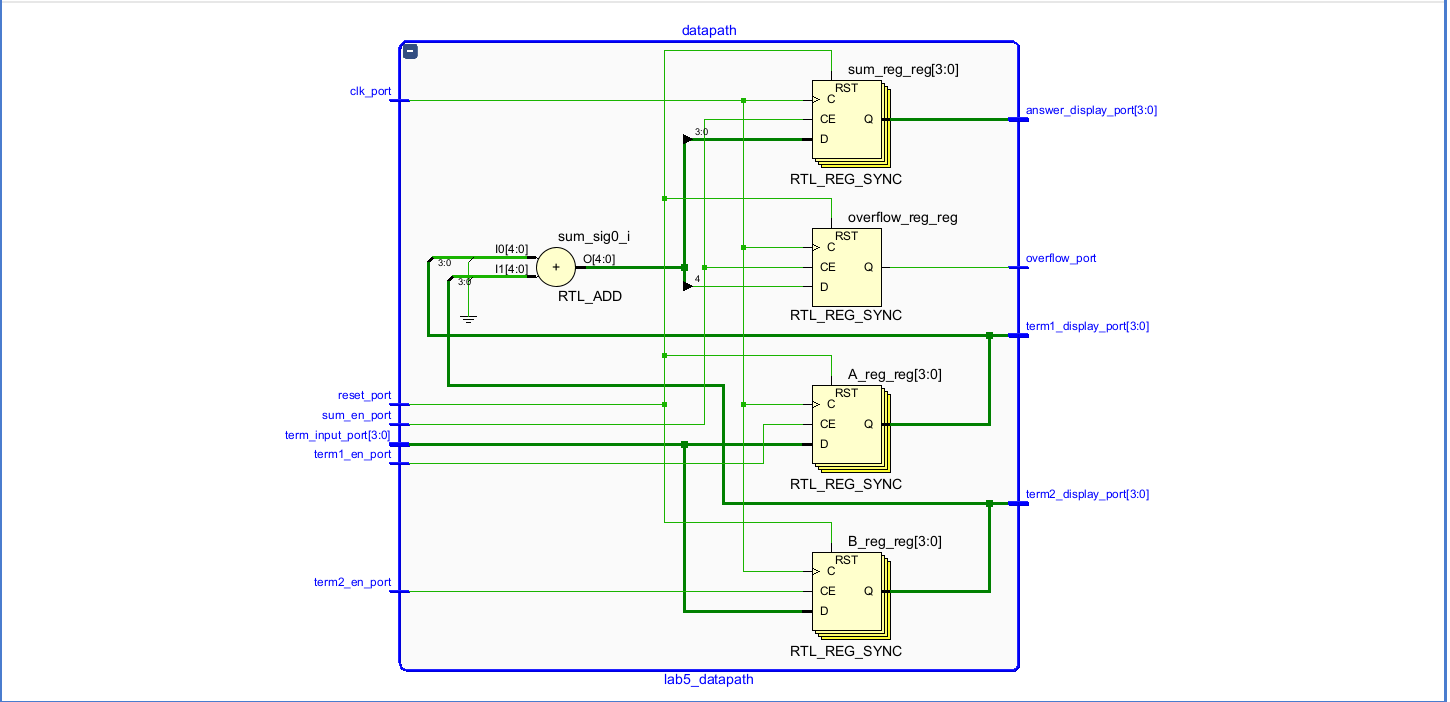 datapath
sum_reg_reg[3:0]
clk_port
RST
C
answer_display_port[3:0]
CE
Q
3:0
D
RTL_REG_SYNC
overflow_reg_reg
sum_sig0_i
RST
I0[4:0]
C
3:0
O[4:0]
overflow_port
I1[4:0]
+
CE
Q
3:0
4
D
RTL_ADD
RTL_REG_SYNC
term1_display_port[3:0]
A_reg_reg[3:0]
reset_port
RST
C
sum_en_port
CE
Q
term_input_port[3:0]
D
term1_en_port
RTL_REG_SYNC
term2_display_port[3:0]
B_reg_reg[3:0]
RST
C
term2_en_port
CE
Q
D
RTL_REG_SYNC
lab5_datapath